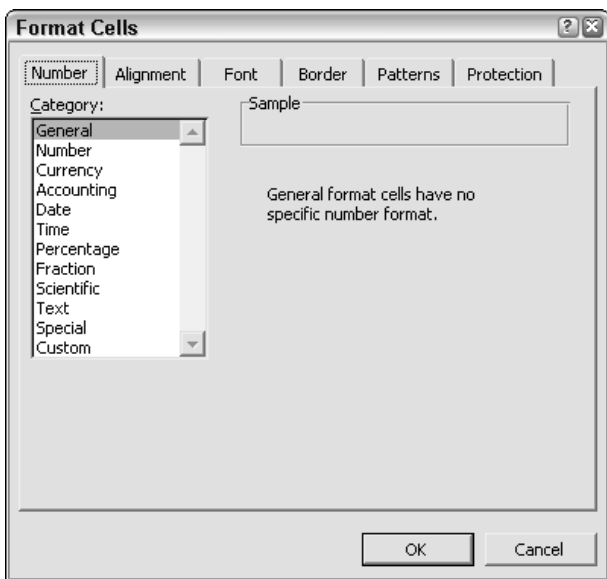 Format Cells
Number Alignment Font Border Patterns Protection
Category:
General
Number
Currency
Accounting
Date
Time
Percentage
Fraction
Scientific
Text
Special
Custom
Sample
General format cells have no
specific number format.
OK Cancel